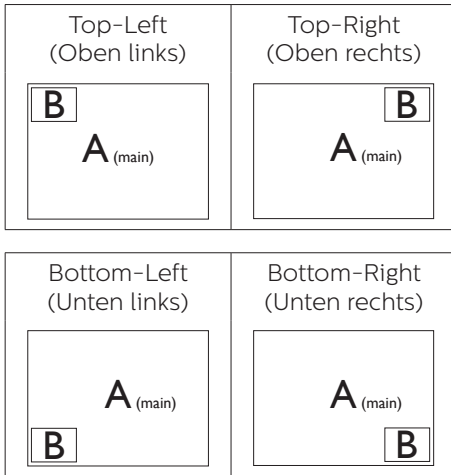 Top-Left
(Oben links)
B
A (main)
Top-Right
(Oben rechts)
B
A (main)
Bottom-Left
(Unten links)
A (main)
B
Bottom-Right
(Unten rechts)
A (main)
B